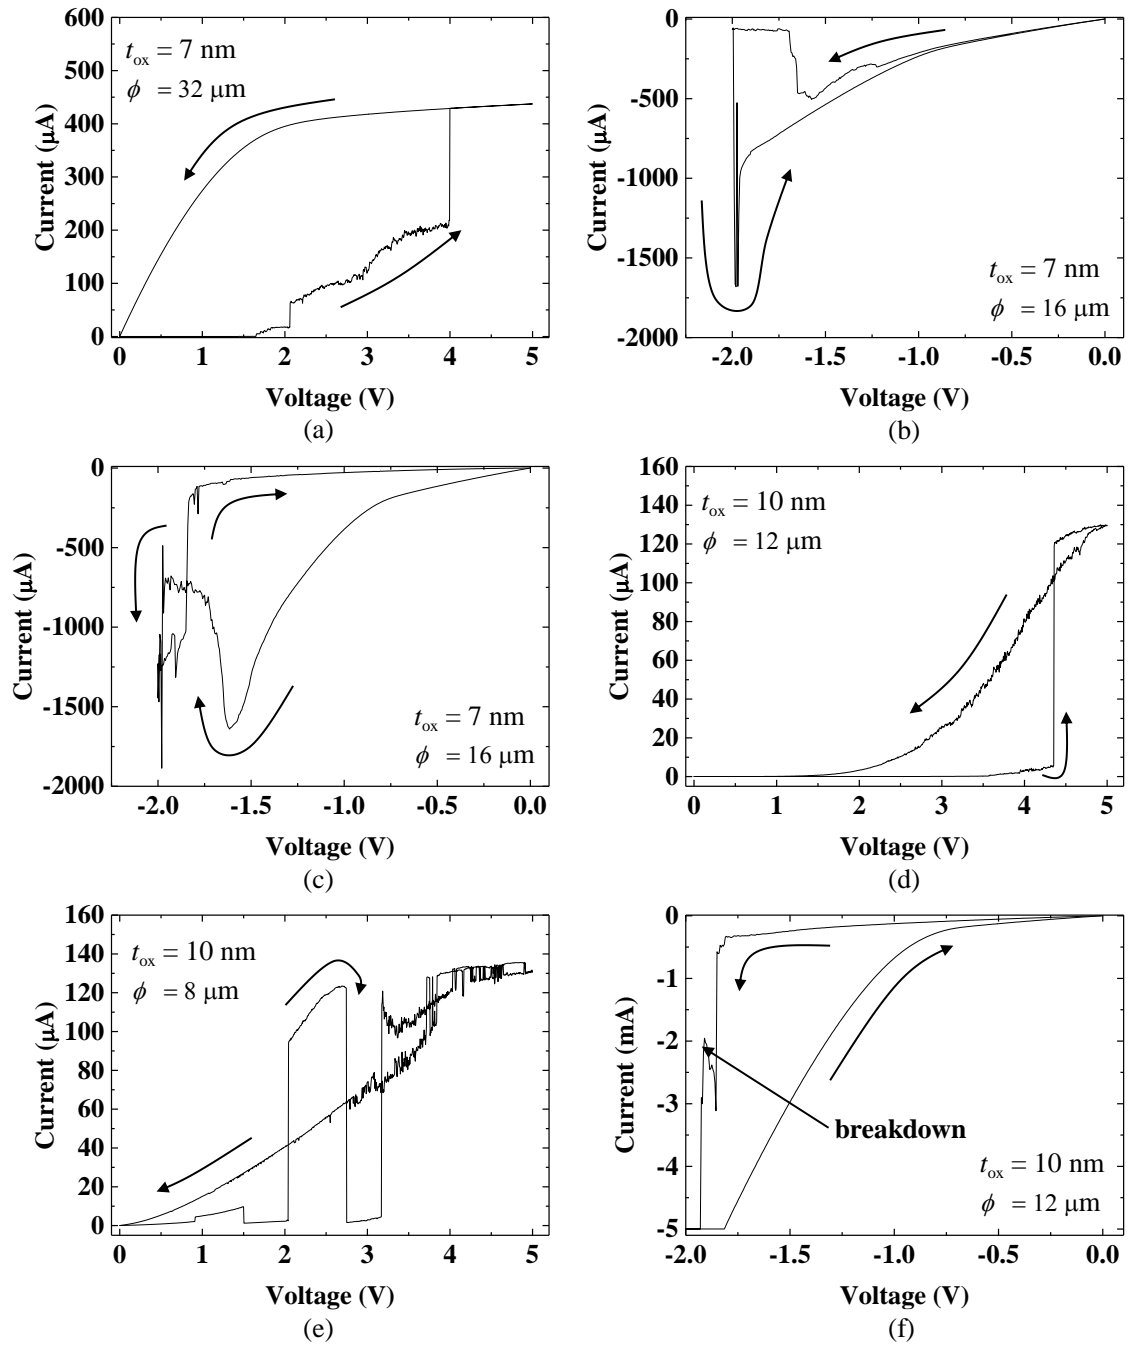 600
500
400
300
200
100
0
Current (µA)
t_ox = 7 nm
ϕ = 32 µm
0 1 2 3 4 5
Voltage (V)
(a)
0
-500
-1000
-1500
-2000
Current (µA)
t_ox = 7 nm
ϕ = 16 µm
-2.0 -1.5 -1.0 -0.5 0.0
Voltage (V)
(b)
0
-500
-1000
-1500
-2000
Current (µA)
t_ox = 7 nm
ϕ = 16 µm
-2.0 -1.5 -1.0 -0.5 0.0
Voltage (V)
(c)
160
140
120
100
80
60
40
20
0
Current (µA)
t_ox = 10 nm
ϕ = 12 µm
0 1 2 3 4 5
Voltage (V)
(d)
160
140
120
100
80
60
40
20
0
Current (µA)
t_ox = 10 nm
ϕ = 8 µm
0 1 2 3 4 5
Voltage (V)
(e)
0
-1
-2
-3
-4
-5
Current (mA)
breakdown
t_ox = 10 nm
ϕ = 12 µm
-2.0 -1.5 -1.0 -0.5 0.0
Voltage (V)
(f)